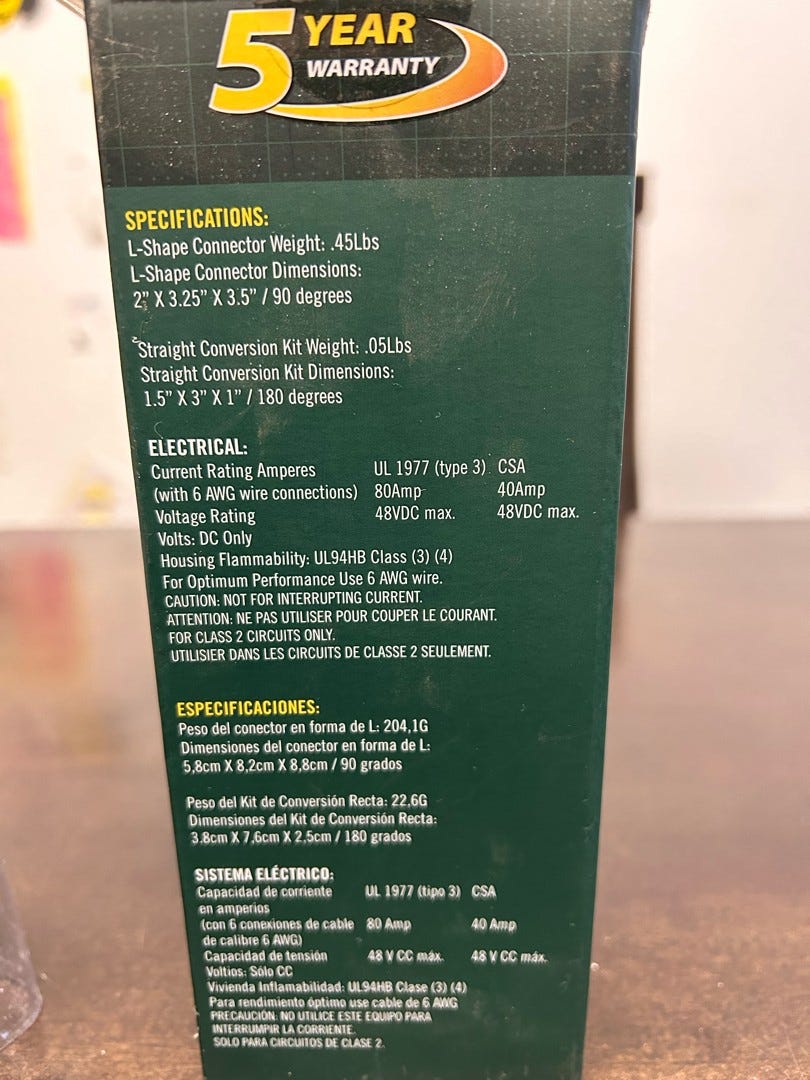 5 YEAR
WARRANTY
SPECIFICATIONS:
L-Shape Connector Weight: .45Lbs
L-Shape Connector Dimensions:
2” X 3.25” X 3.5” / 90 degrees
Straight Conversion Kit Weight: .05Lbs
Straight Conversion Kit Dimensions:
1.5” X 3” X 1” / 180 degrees
ELECTRICAL:
Current Rating Amperes UL 1977 (type 3) CSA
(with 6 AWG wire connections) 80Amp 40Amp
Voltage Rating 48VDC max. 48VDC max.
Volts: DC Only
Housing Flammability: UL94HB Class (3) (4)
For Optimum Performance Use 6 AWG wire.
CAUTION: NOT FOR INTERRUPTING CURRENT.
ATTENTION: NE PAS UTILISER POUR COUPER LE COURANT.
FOR CLASS 2 CIRCUITS ONLY.
UTILISIER DANS LES CIRCUITS DE CLASSE 2 SEULEMENT.
ESPECIFICACIONES:
Peso del conector en forma de L: 204,1G
Dimensiones del conector en forma de L:
5,8cm X 8,2cm X 8,8cm / 90 grados
Peso del Kit de Conversión Recta: 22,6G
Dimensiones del Kit de Conversión Recta:
3.8cm X 7,6cm X 2,5cm / 180 grados
SISTEMA ELÉCTRICO:
Capacidad de corriente UL 1977 (tipo 3) CSA
en amperios
(con 6 conexiones de cable 80 Amp 40 Amp
de calibre 6 AWG)
Capacidad de tensión 48 V CC máx. 48 V CC máx.
Voltios: Sólo CC
Vivienda Inflamabilidad: UL94HB Clase (3) (4)
Para rendimiento óptimo use cable de 6 AWG
PRECAUCIÓN: NO UTILICE ESTE EQUIPO PARA
INTERRUMPIR LA CORRIENTE.
SOLO PARA CIRCUITOS DE CLASE 2.